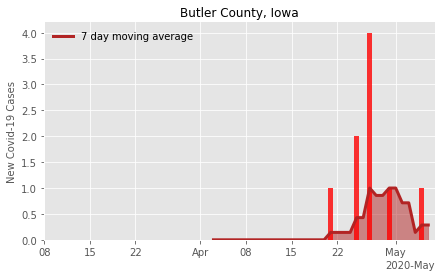 Butler County, Iowa
7 day moving average
New Covid-19 Cases
4.0
3.5
3.0
2.5
2.0
1.5
1.0
0.5
0.0
08 15 22 Apr 08 15 22 May
2020-May